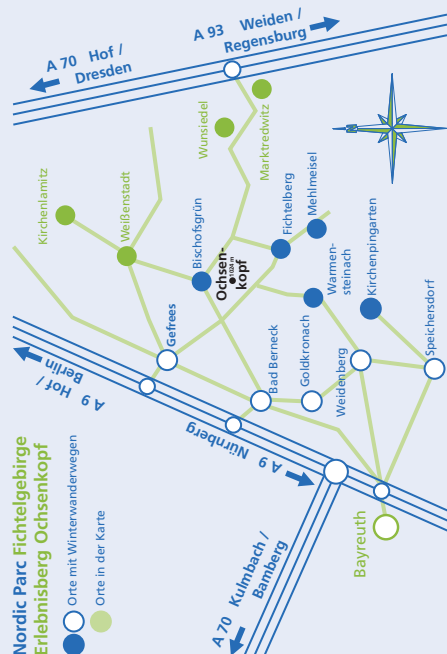 Nordic Parc Fichtelgebirge
Erlebnisberg Ochsenkopf
Orte mit Winterwanderwegen
Orte in der Karte
A 9 Hof /
Berlin
A 70 Hof /
Dresden
A 93 Weiden /
Regensburg
Kirchenlamitz
Weißenstadt
Wunsiedel
Marktredwitz
Gefrees
Bischofsgrün
Ochsen-
1024 m
kopf
Fichtelberg
Mehlmeisel
Warmen-
steinach
Kirchenpingarten
Bad Berneck
Goldkronach
Weidenberg
Speichersdorf
Nürnberg
A 9
Bayreuth
A 70 Kulmbach /
Bamberg